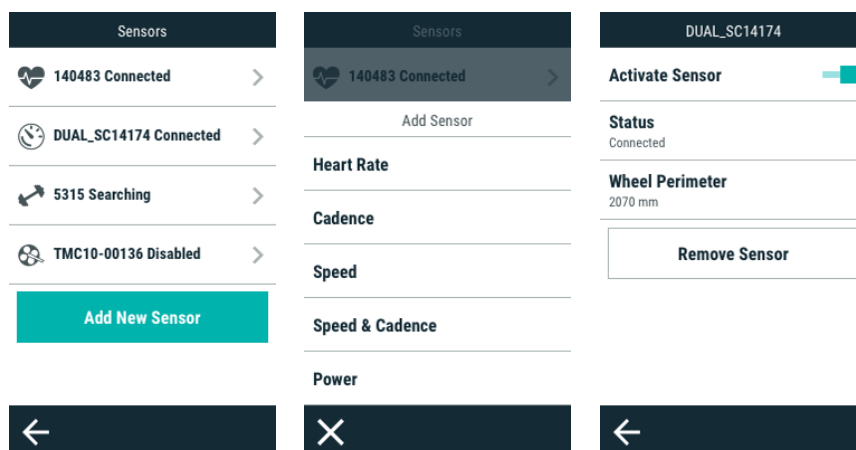 Sensors
140483 Connected
DUAL_SC14174 Connected
5315 Searching
TMC10-00136 Disabled
Add New Sensor
Sensors
140483 Connected
Add Sensor
Heart Rate
Cadence
Speed
Speed & Cadence
Power
DUAL_SC14174
Activate Sensor
Status
Connected
Wheel Perimeter
2070 mm
Remove Sensor